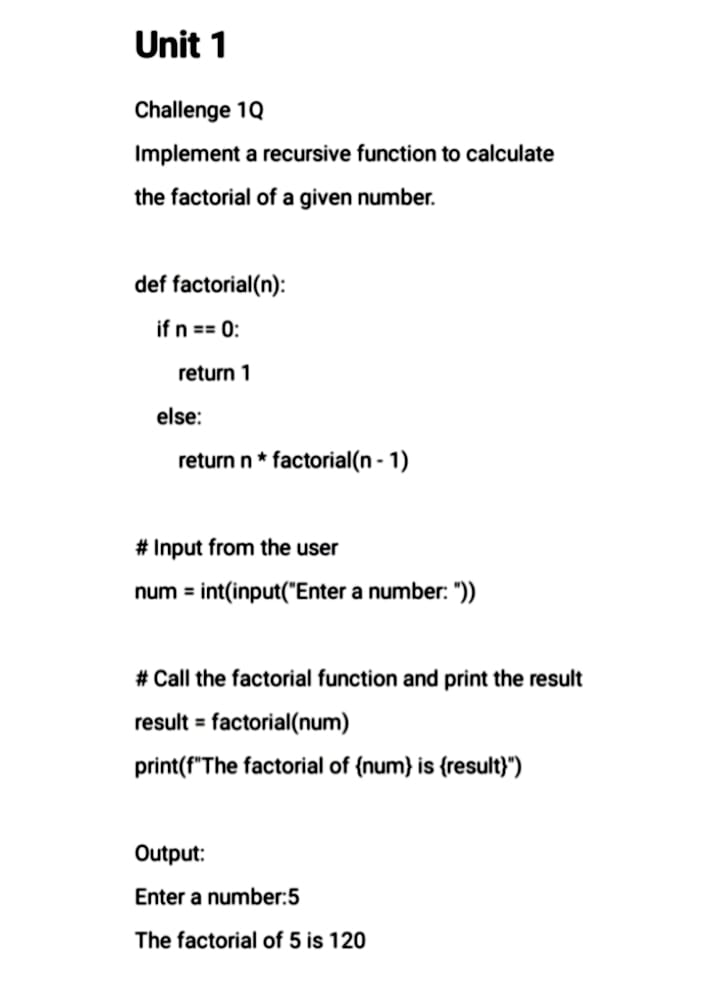 Unit 1
Challenge 1Q
Implement a recursive function to calculate
the factorial of a given number.
def factorial(n):
if n == 0:
return 1
else:
return n * factorial(n - 1)
# Input from the user
num = int(input("Enter a number: "))
# Call the factorial function and print the result
result = factorial(num)
print(f"The factorial of {num} is {result}")
Output:
Enter a number:5
The factorial of 5 is 120